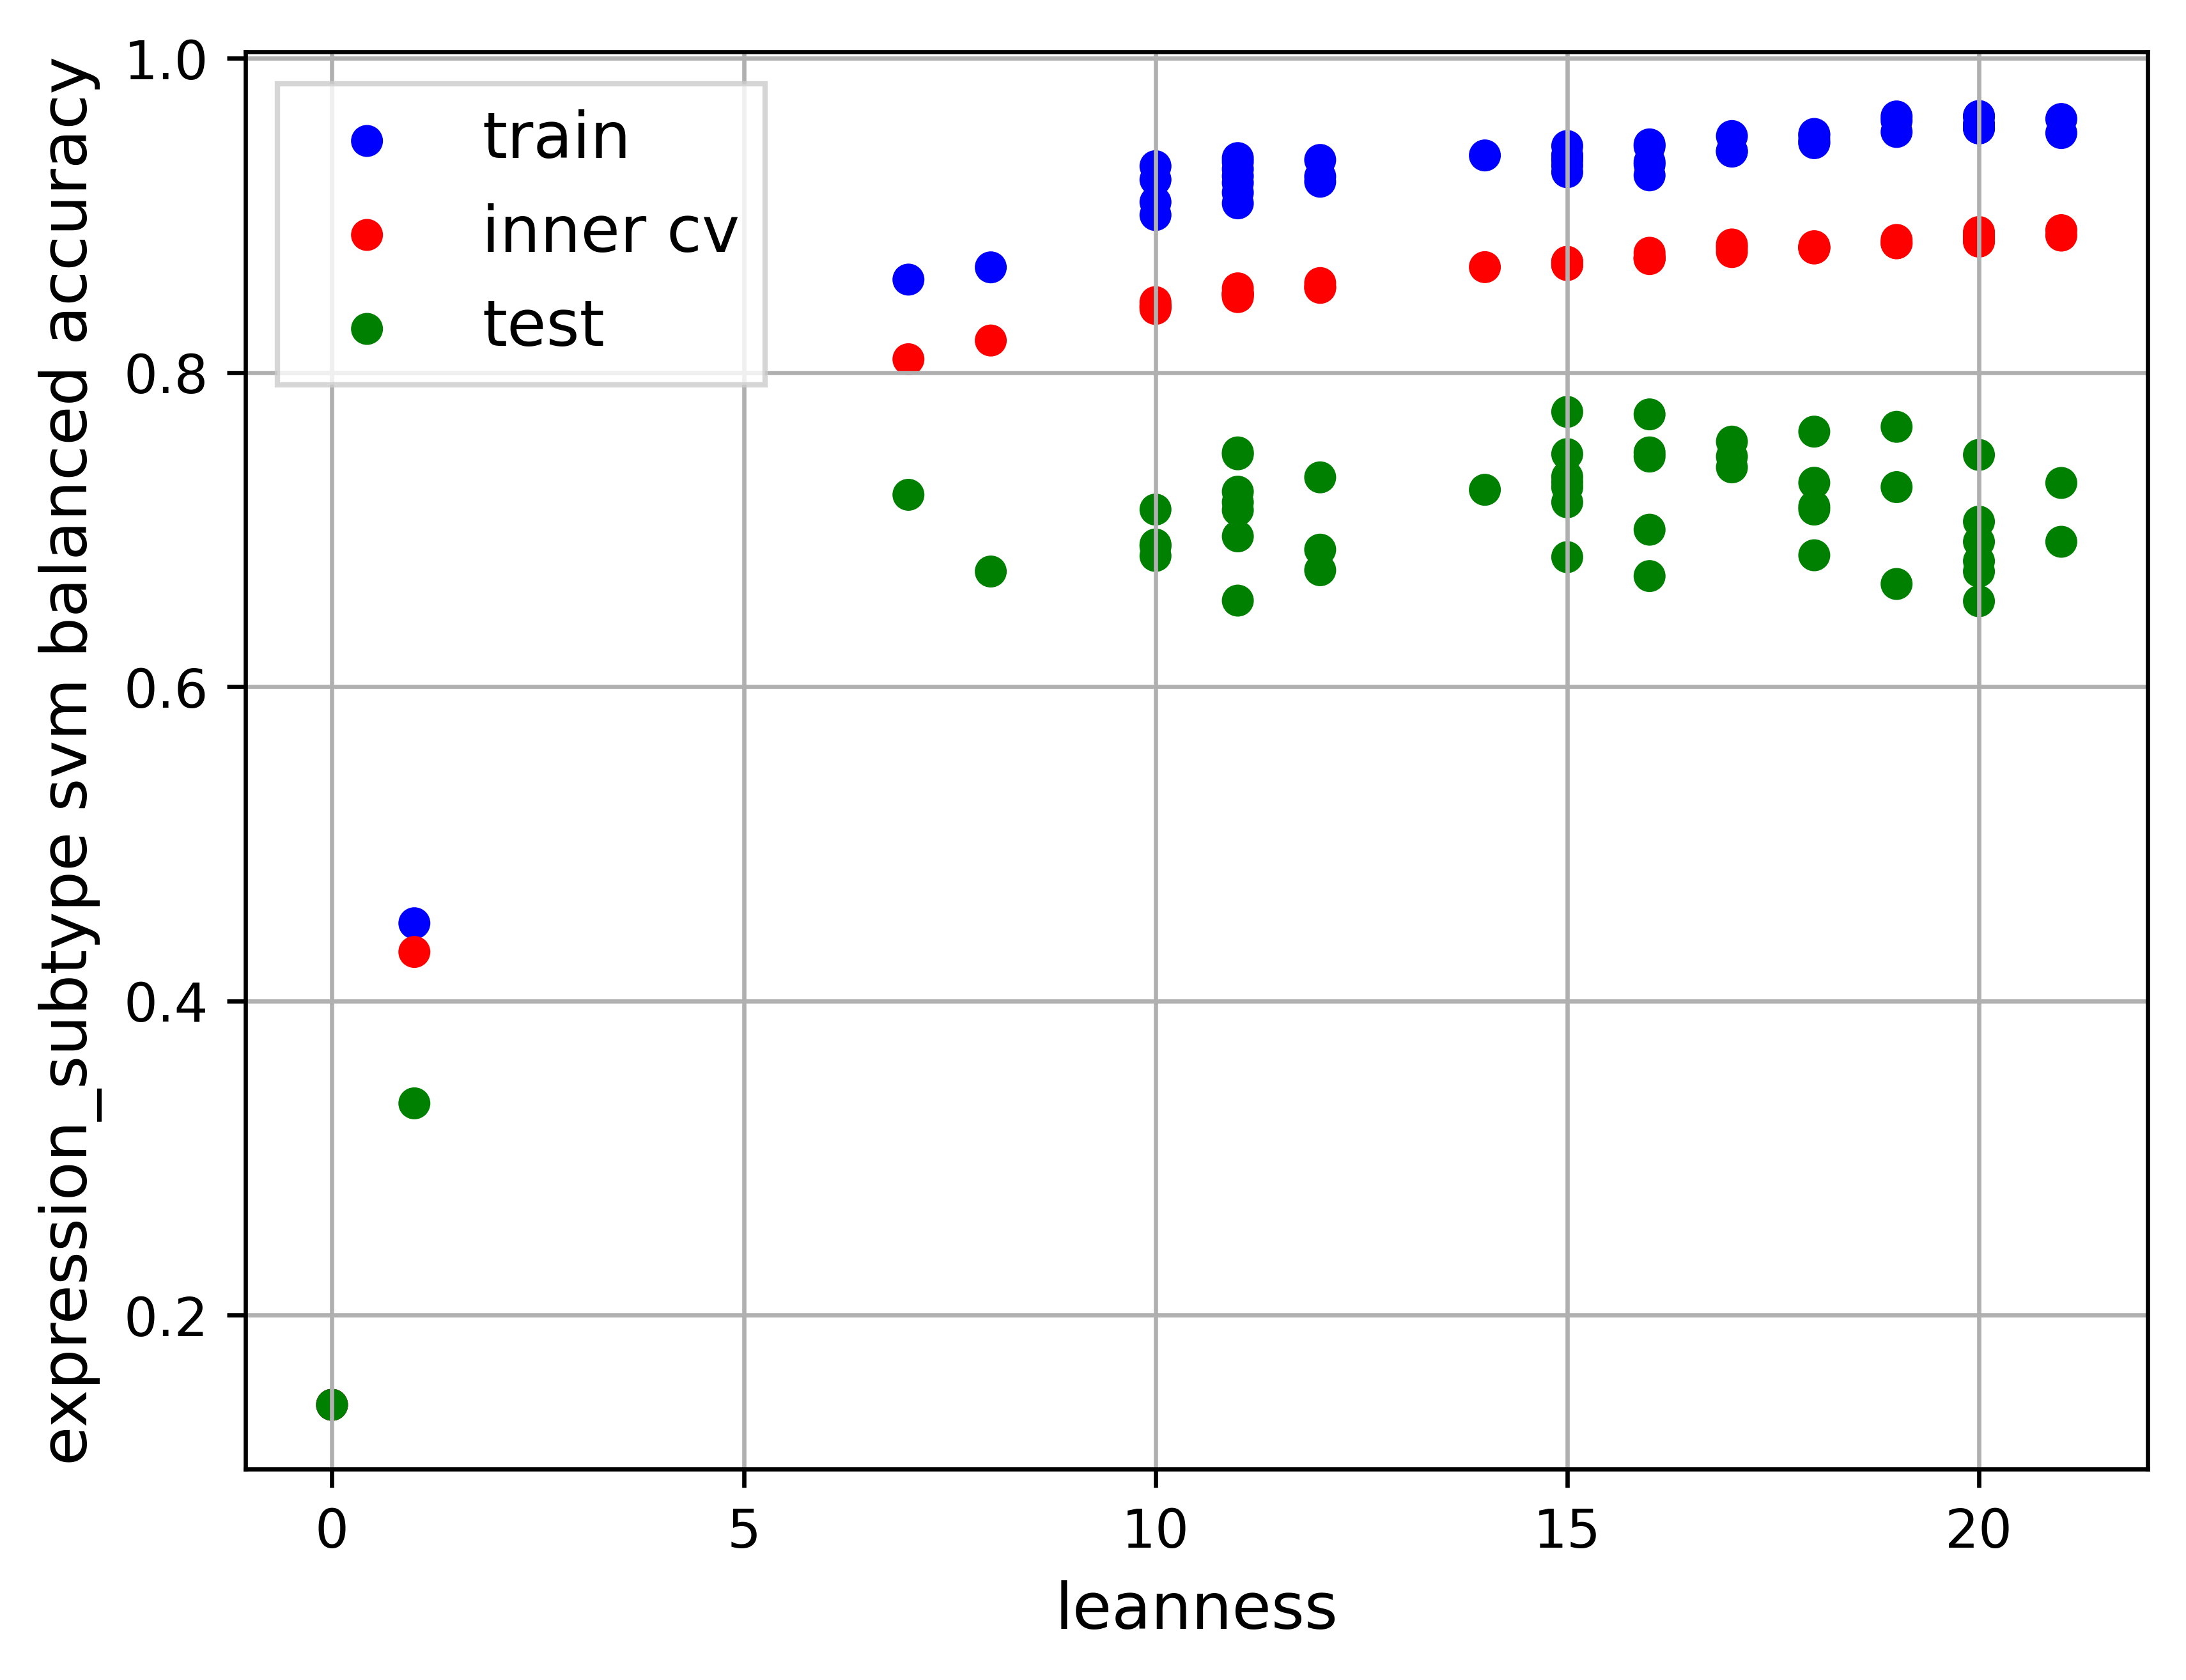 expression_subtype svm balanced accuracy
1.0
0.8
0.6
0.4
0.2
train
inner cv
test
0 5 10 15 20
leanness